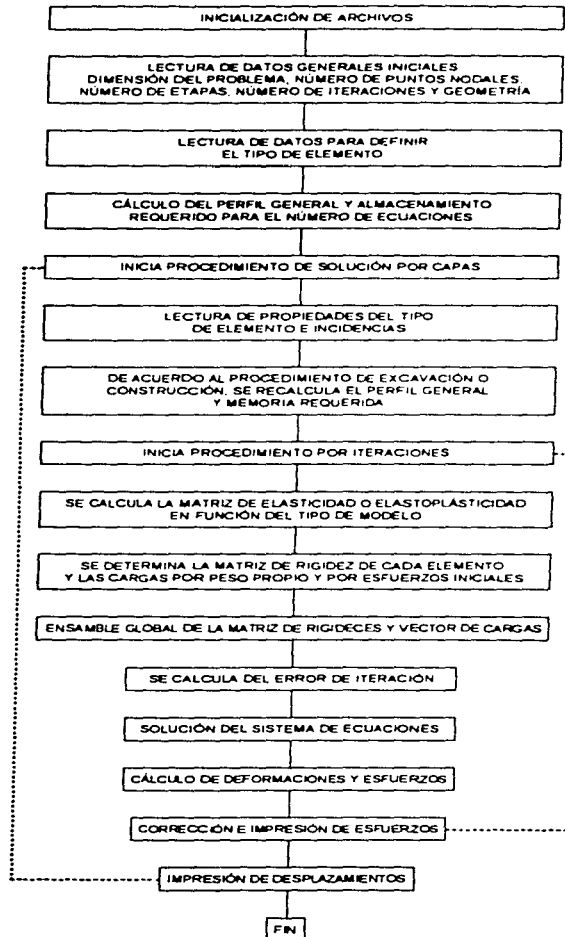 INICIALIZACIÓN DE ARCHIVOS
LECTURA DE DATOS GENERALES INICIALES
DIMENSIÓN DEL PROBLEMA, NÚMERO DE PUNTOS NODALES,
NÚMERO DE ETAPAS, NÚMERO DE ITERACIONES Y GEOMETRÍA
LECTURA DE DATOS PARA DEFINIR
EL TIPO DE ELEMENTO
CÁLCULO DEL PERFIL GENERAL Y ALMACENAMIENTO
REQUERIDO PARA EL NÚMERO DE ECUACIONES
INICIA PROCEDIMIENTO DE SOLUCIÓN POR CAPAS
LECTURA DE PROPIEDADES DEL TIPO
DE ELEMENTO E INCIDENCIAS
DE ACUERDO AL PROCEDIMIENTO DE EXCAVACIÓN O
CONSTRUCCIÓN, SE RECALCULA EL PERFIL GENERAL
Y MEMORIA REQUERIDA
INICIA PROCEDIMIENTO POR ITERACIONES
SE CALCULA LA MATRIZ DE ELASTICIDAD O ELASTOPLÁSTICIDAD
EN FUNCIÓN DEL TIPO DE MODELO
SE DETERMINA LA MATRIZ DE RIGIDEZ DE CADA ELEMENTO
Y LAS CARGAS POR PESO PROPIO Y POR ESFUERZOS INICIALES
ENSAMBLE GLOBAL DE LA MATRIZ DE RIGIDECES Y VECTOR DE CARGAS
SE CALCULA DEL ERROR DE ITERACIÓN
SOLUCIÓN DEL SISTEMA DE ECUACIONES
CÁLCULO DE DEFORMACIONES Y ESFUERZOS
CORRECCIÓN E IMPRESIÓN DE ESFUERZOS
IMPRESIÓN DE DESPLAZAMIENTOS
FIN